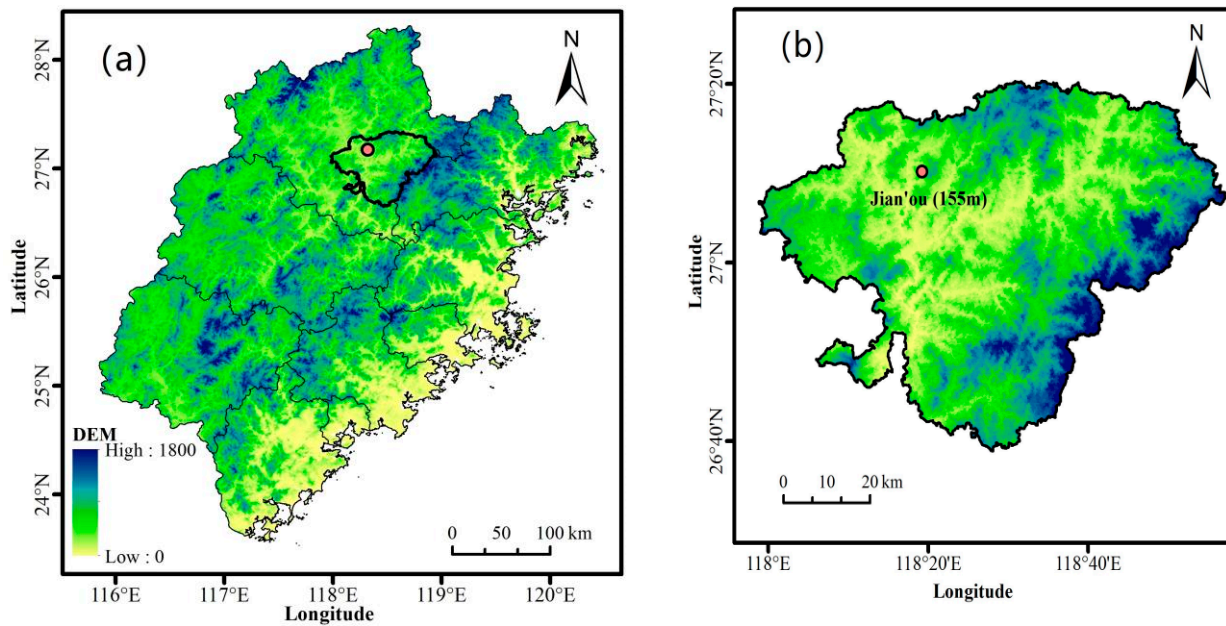 (a)
N
28°N
27°N
26°N
25°N
24°N
Latitude
DEM
High : 1800
Low : 0
0 50 100 km
116°E 117°E 118°E 119°E 120°E
Longitude
(b)
N
27°20'N
27°N
26°40'N
Latitude
Jian'ou (155m)
0 10 20 km
118°E 118°20'E 118°40'E
Longitude